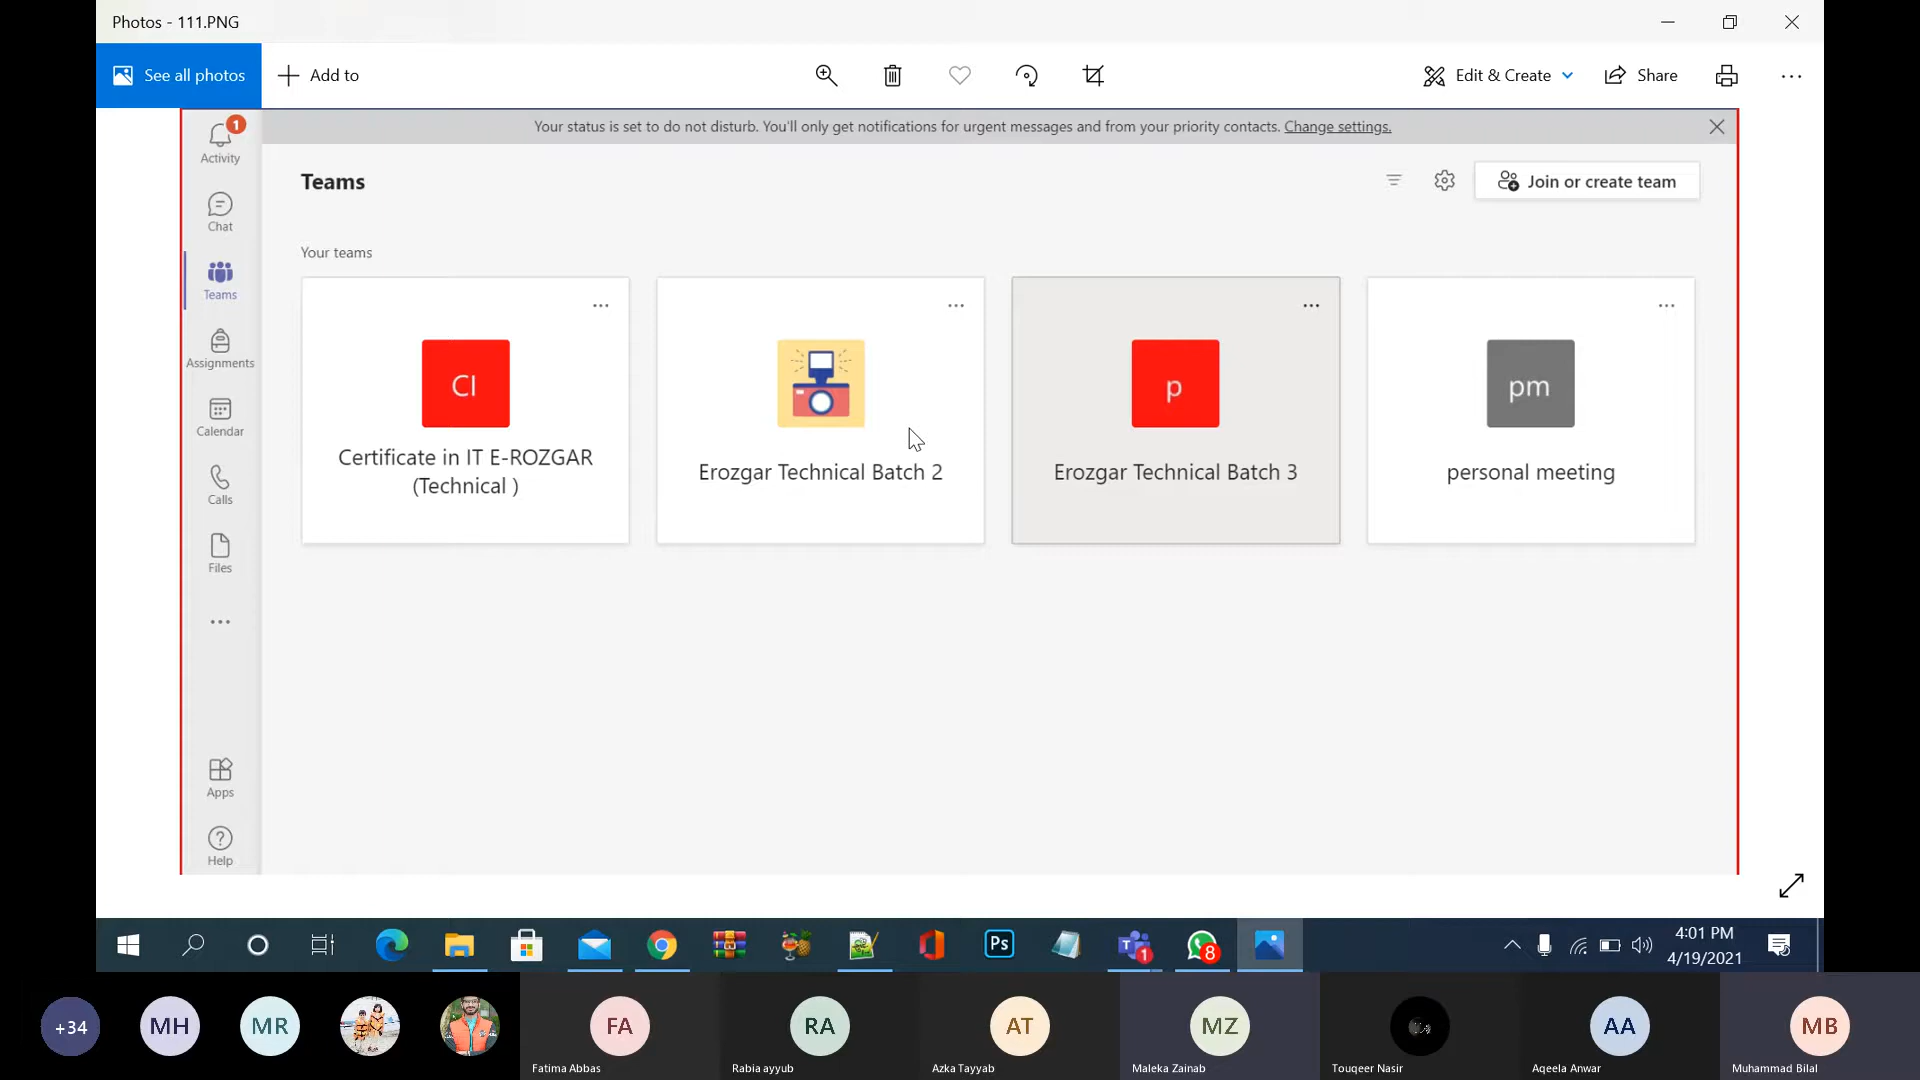 Photos - 111.PNG
See all photos
Add to
Edit & Create
Share
1
Activity
Your status is set to do not disturb. You'll only get notifications for urgent messages and from your priority contacts. Change settings.
Chat
Teams
Join or create team
Your teams
Teams
Assignments
Calendar
Calls
Files
Apps
Help
CI
Certificate in IT E-ROZGAR
(Technical )
Erozgar Technical Batch 2
p
Erozgar Technical Batch 3
pm
personal meeting
Ps
T
1
8
4:01 PM
4/19/2021
+34
MH
MR
FA
Fatima Abbas
RA
Rabia ayyub
AT
Azka Tayyab
MZ
Maleka Zainab
Touqeer Nasir
AA
Aqeela Anwar
MB
Muhammad Bilal